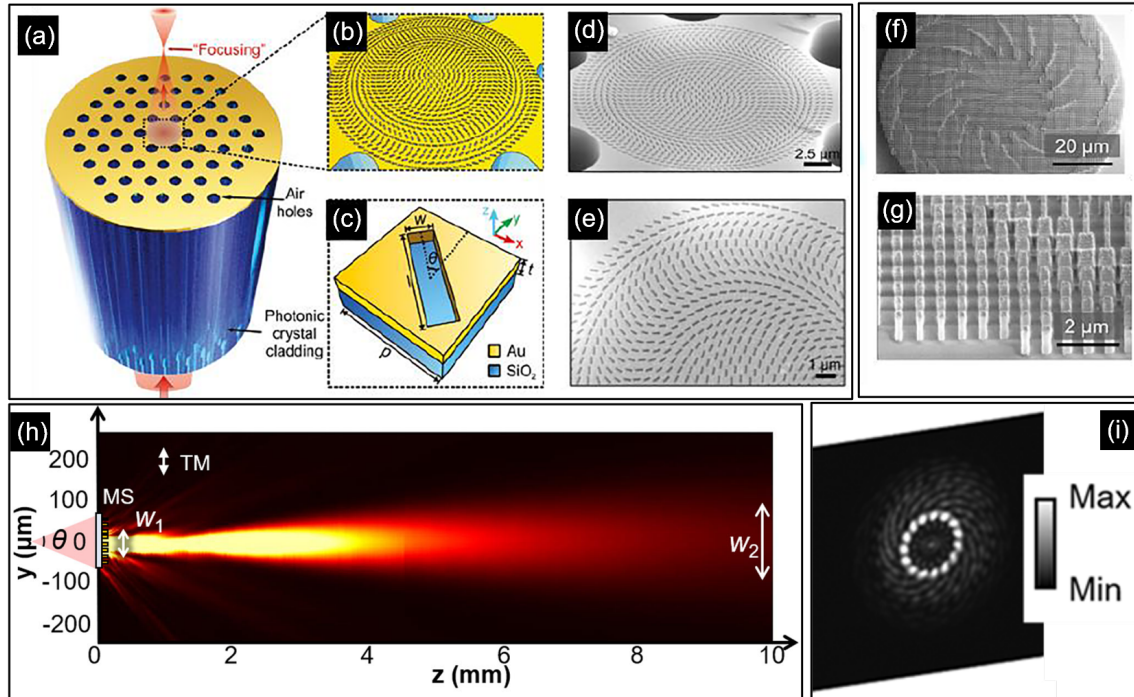 (a)
"Focusing"
Air
holes
Photonic
crystal
cladding
(b)
(c)
W
θ
l
t
p
z
y
x
Au
SiO₂
(d)
2.5 μm
(e)
1 μm
(f)
20 μm
(g)
2 μm
(h)
y (μm)
200
100
0
-100
-200
MS
θ
TM
w₁
w₂
0
2
4
6
8
10
z (mm)
(i)
Max
Min